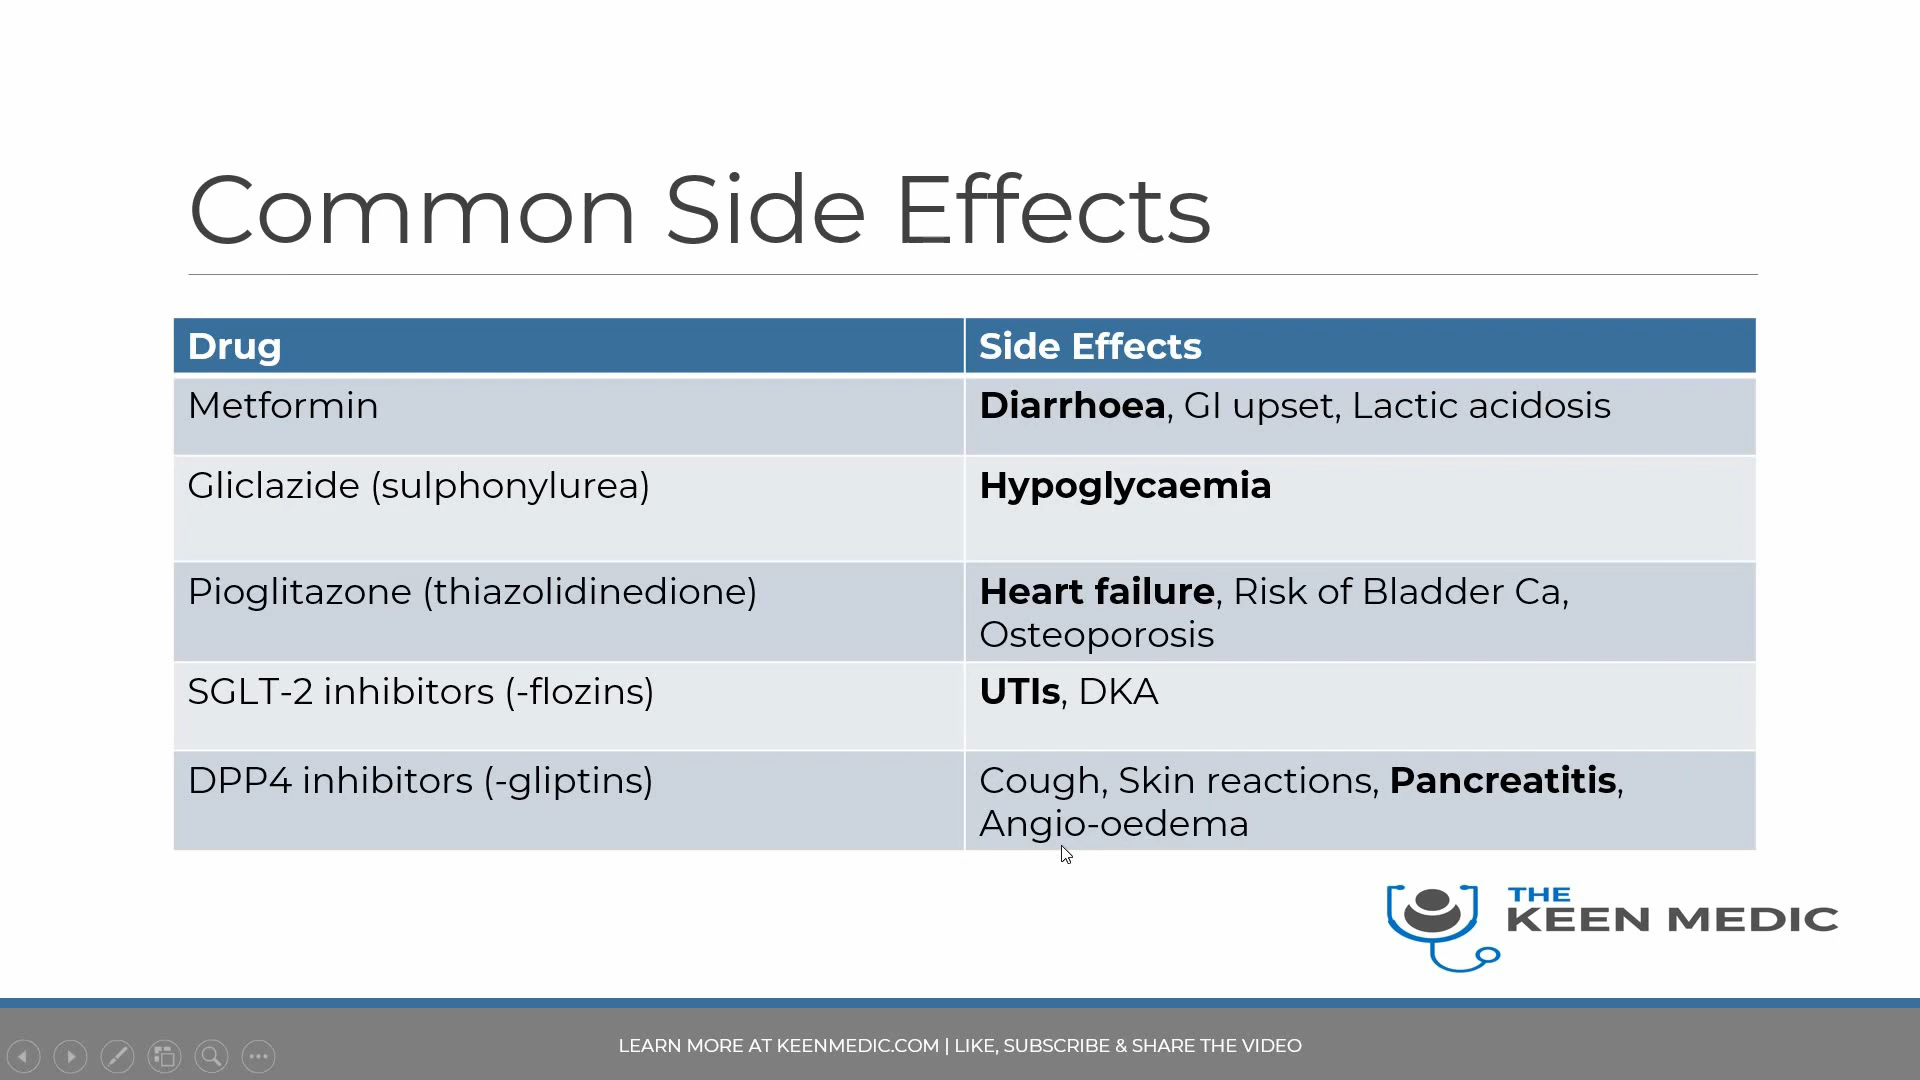 Common Side Effects
Drug
Side Effects
Metformin
Diarrhoea, GI upset, Lactic acidosis
Gliclazide (sulphonylurea)
Hypoglycaemia
Pioglitazone (thiazolidinedione)
Heart failure, Risk of Bladder Ca,
Osteoporosis
SGLT-2 inhibitors (-flozins)
UTIs, DKA
DPP4 inhibitors (-gliptins)
Cough, Skin reactions, Pancreatitis,
Angio-oedema
THE
KEEN MEDIC
LEARN MORE AT KEENMEDIC.COM | LIKE, SUBSCRIBE & SHARE THE VIDEO